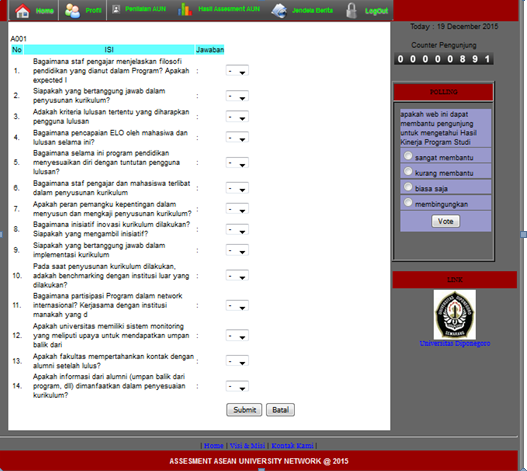 Home Profil Penilaian AUN Hasil Assesment AUN Jendela Berita LogOut
Today : 19 December 2015
Counter Pengunjung
0 0 0 0 0 8 9 1
A001
No ISI Jawaban
1. Bagaimana staf pengajar menjelaskan filosofi
pendidikan yang dianut dalam Program? Apakah : -
expected l
2. Siapakah yang bertanggung jawab dalam : -
penyusunan kurikulum?
3. Adakah kriteria lulusan tertentu yang diharapkan : -
pengguna lulusan
4. Bagaimana pencapaian ELO oleh mahasiwa dan : -
lulusan selama ini?
5. Bagaimana selama ini program pendidikan
menyesuaikan diri dengan tuntutan pengguna : -
lulusan?
6. Bagaimana staf pengajar dan mahasiswa terlibat : -
dalam penyusunan kurikulum
7. Apakah peran pemangku kepentingan dalam : -
menyusun dan mengkaji penyusunan kurikulum?
8. Bagaimana inisiatif inovasi kurikulum dilakukan? : -
Siapakah yang mengambil inisiatif?
9. Siapakah yang bertanggung jawab dalam : -
implementasi kurikulum
10. Pada saat penyusunan kurikulum dilakukan,
adakah benchmarking dengan institusi luar yang : -
dilakukan?
11. Bagaimana partisipasi Program dalam network
internasional? Kerjasama dengan institusi : -
manakah yang d
12. Apakah universitas memiliki sistem monitoring
yang meliputi upaya untuk mendapatkan umpan : -
balik dari
13. Apakah fakultas mempertahankan kontak dengan : -
alumni setelah lulus?
14. Apakah informasi dari alumni (umpan balik dari
program, dll) dimanfaatkan dalam penyesuaian : -
kurikulum?
Submit Batal
POLLING
apakah web ini dapat
membantu pengunjung
untuk mengetahui Hasil
Kinerja Program Studi
sangat membantu
kurang membantu
biasa saja
membingungkan
Vote
LINK
Universitas Diponegoro
| Home | Visi & Misi | Kontak Kami |
ASSESMENT ASEAN UNIVERSITY NETWORK @ 2015